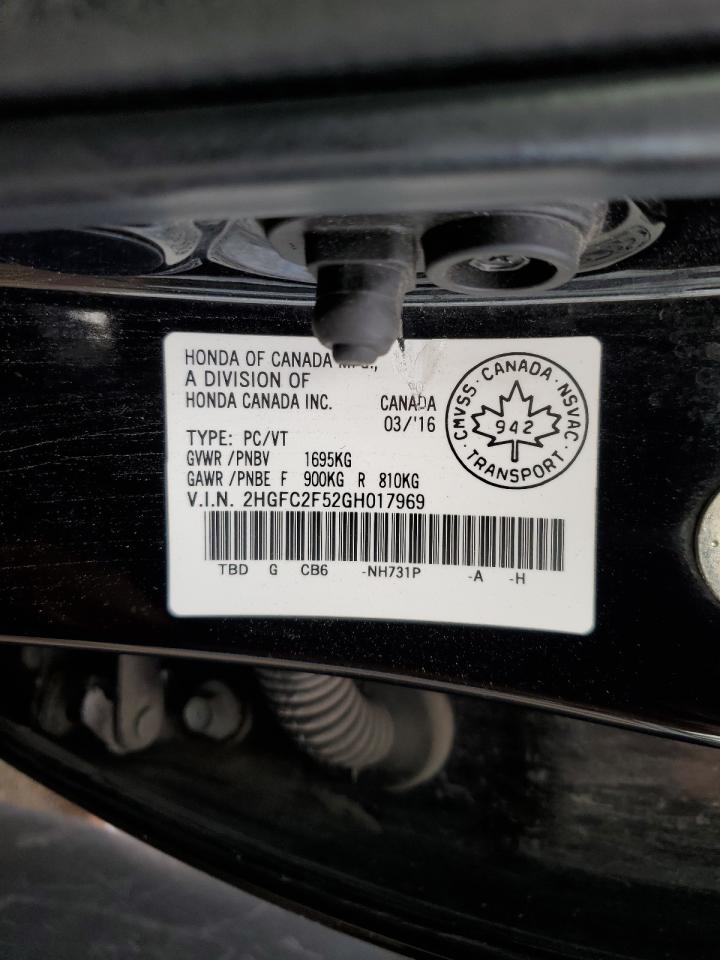 HONDA OF CANADA
A DIVISION OF
HONDA CANADA INC. CANADA
03/'16
TYPE: PC/VT
GVWR/PNBV 1695KG
GAWR/PNBE F 900KG R 810KG
V.I.N. 2HGFC2F52GH017969
TBD G CB6 -NH731P -A -H
CMVSS · CANADA · NSVAC · TRANSPORT ·
942